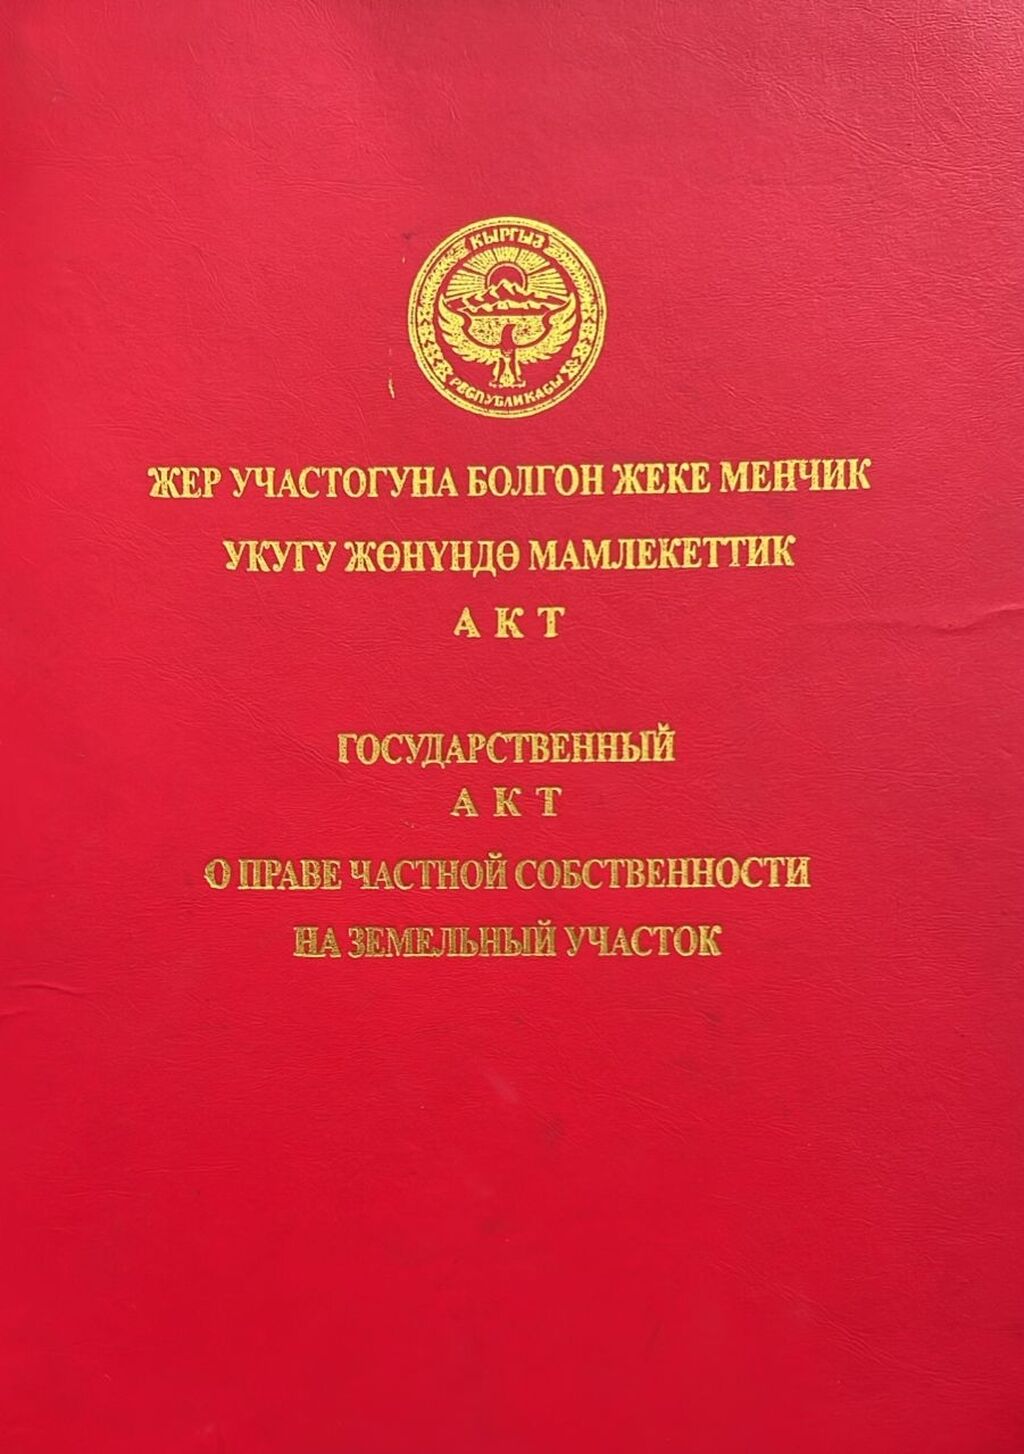 КЫРГЫЗ
РЕСПУБЛИКАСЫ
ЖЕР УЧАСТОГУНА БОЛГОН ЖЕКЕ МЕНЧИК
УКУГУ ЖӨНҮНДӨ МАМЛЕКЕТТИК
АКТ
ГОСУДАРСТВЕННЫЙ
АКТ
О ПРАВЕ ЧАСТНОЙ СОБСТВЕННОСТИ
НА ЗЕМЕЛЬНЫЙ УЧАСТОК